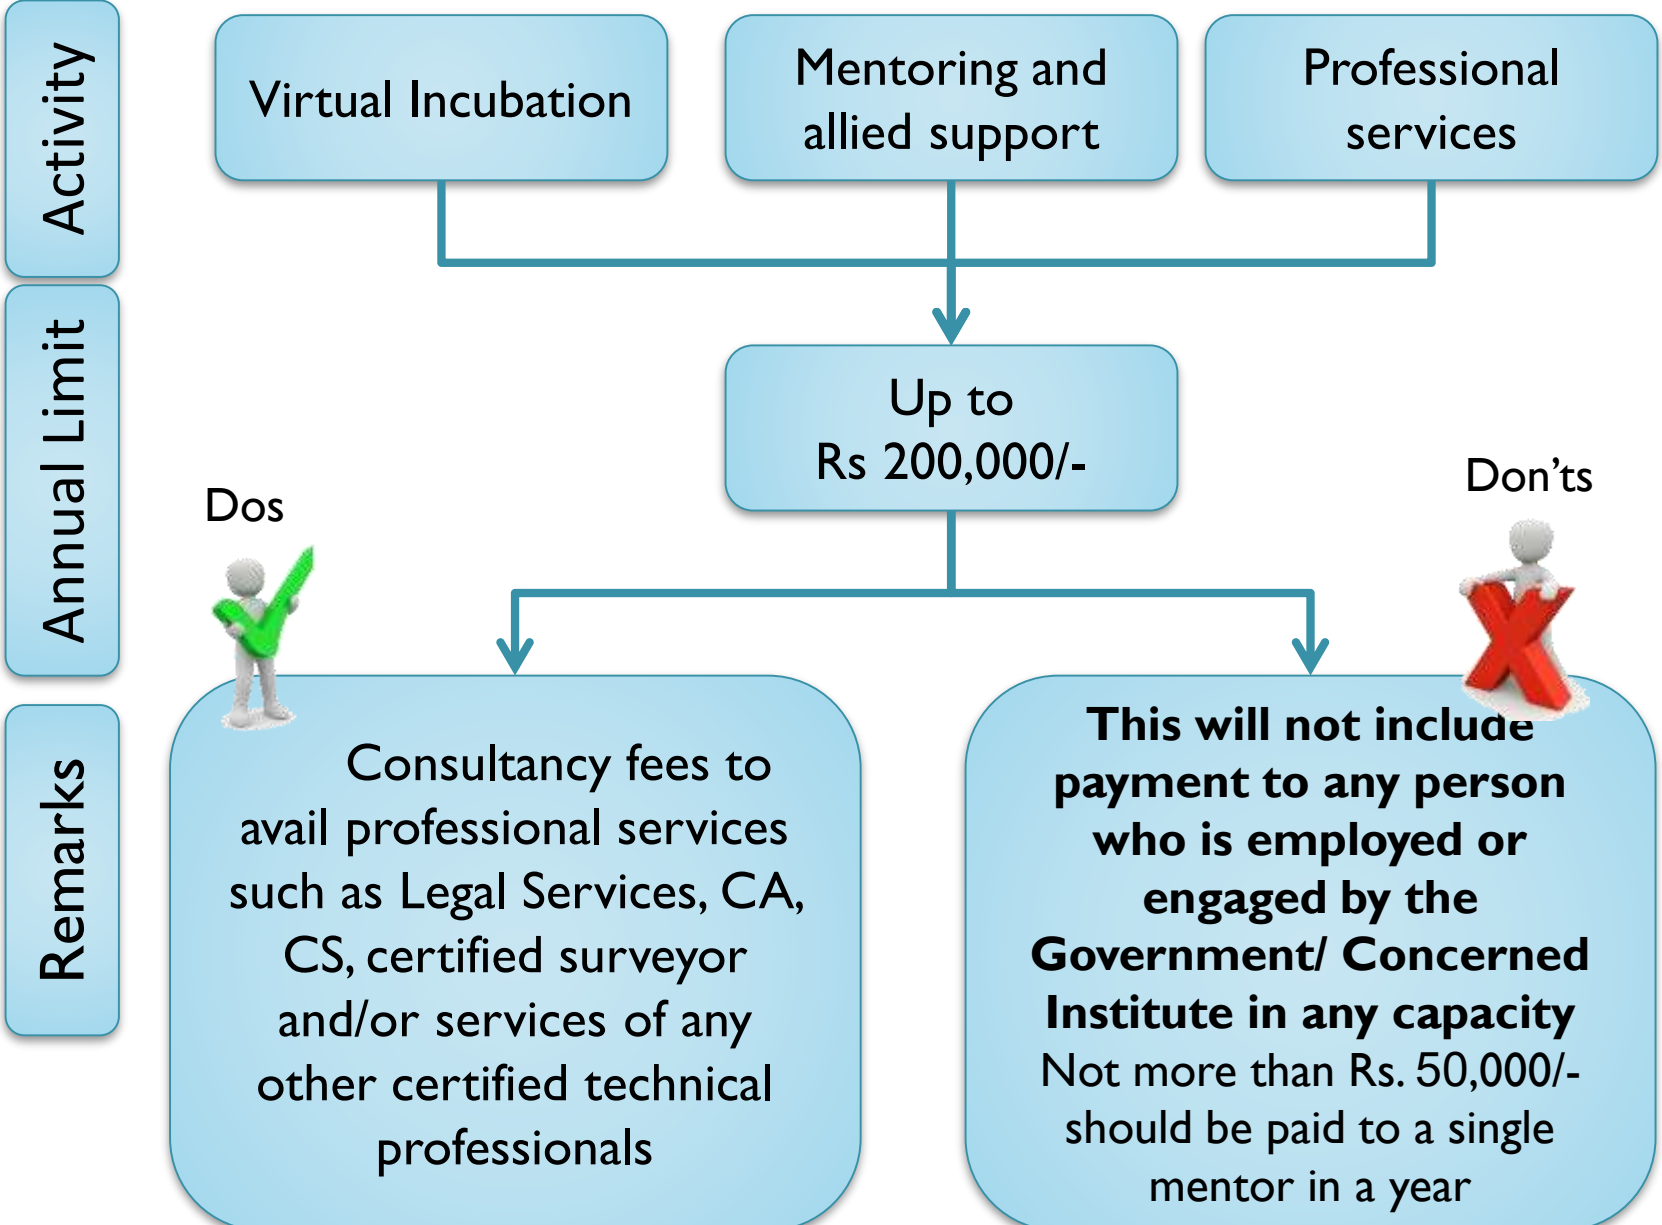 Activity
Virtual Incubation
Mentoring and
allied support
Professional
services
Annual Limit
Up to
Rs 200,000/-
Dos
Don'ts
Remarks
Consultancy fees to
avail professional services
such as Legal Services, CA,
CS, certified surveyor
and/or services of any
other certified technical
professionals
This will not include
payment to any person
who is employed or
engaged by the
Government/ Concerned
Institute in any capacity
Not more than Rs. 50,000/-
should be paid to a single
mentor in a year